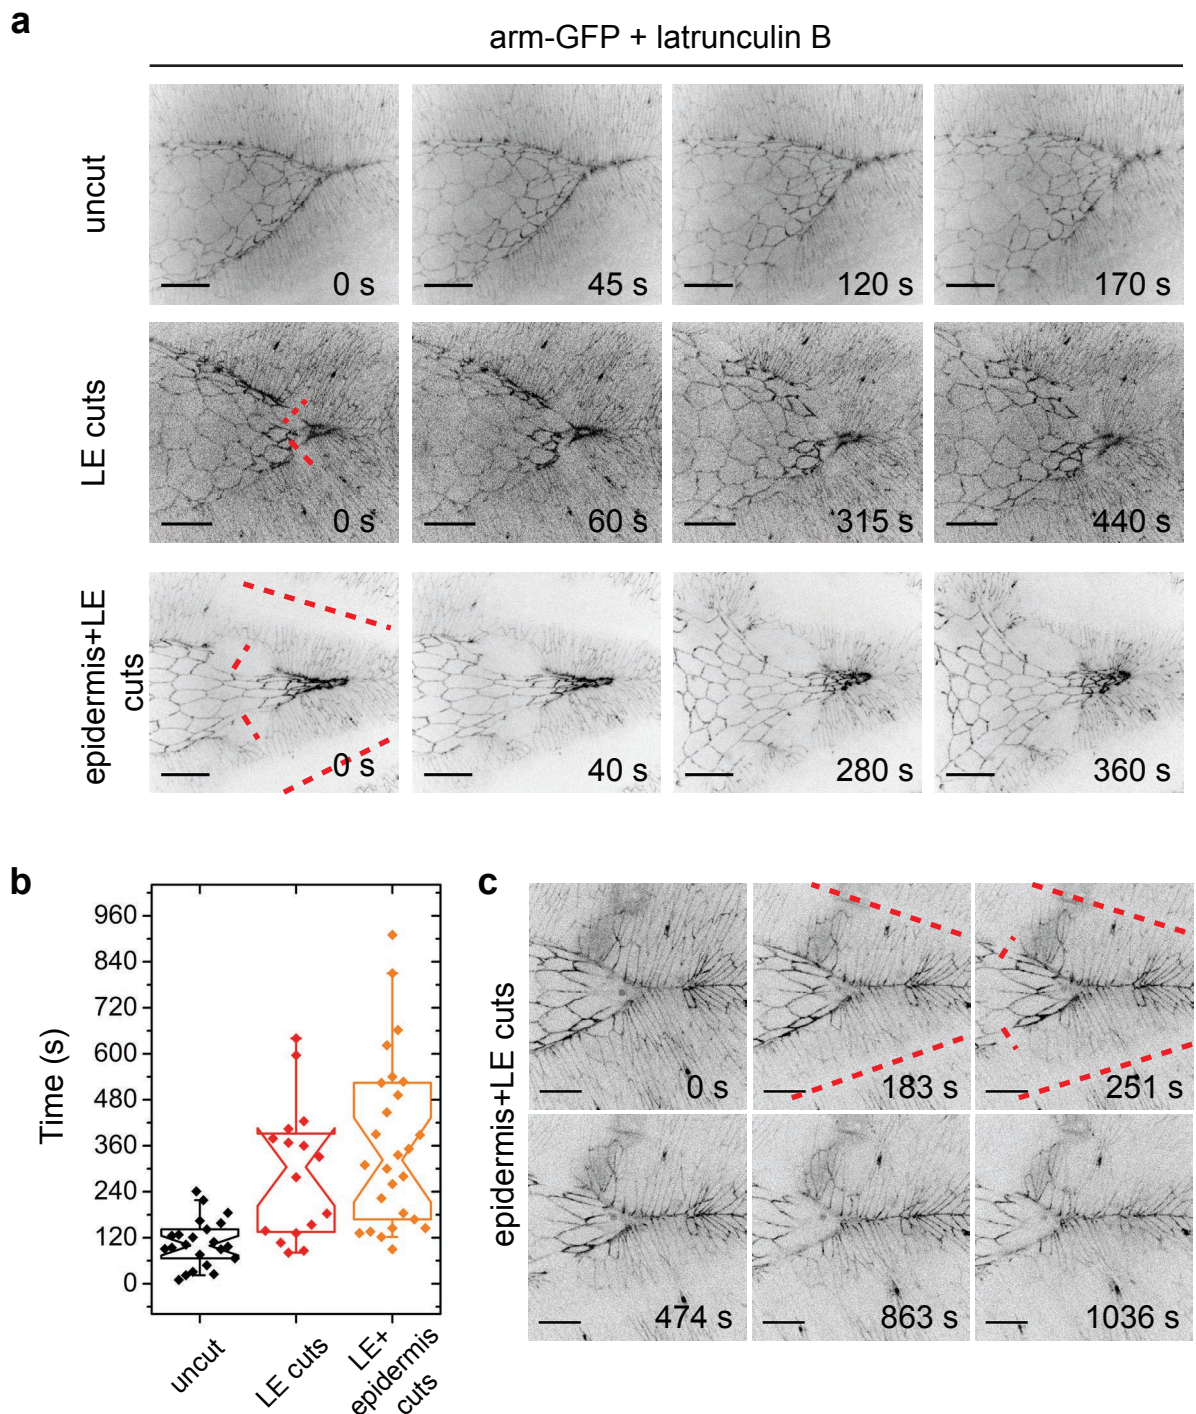 a
arm-GFP + latrunculin B
uncut
0 s
45 s
120 s
170 s
LE cuts
0 s
60 s
315 s
440 s
epidermis+LE
cuts
0 s
40 s
280 s
360 s
b
Time (s)
960
840
720
600
480
360
240
120
0
uncut
LE cuts
LE+
epidermis
cuts
c
epidermis+LE cuts
0 s
183 s
251 s
474 s
863 s
1036 s